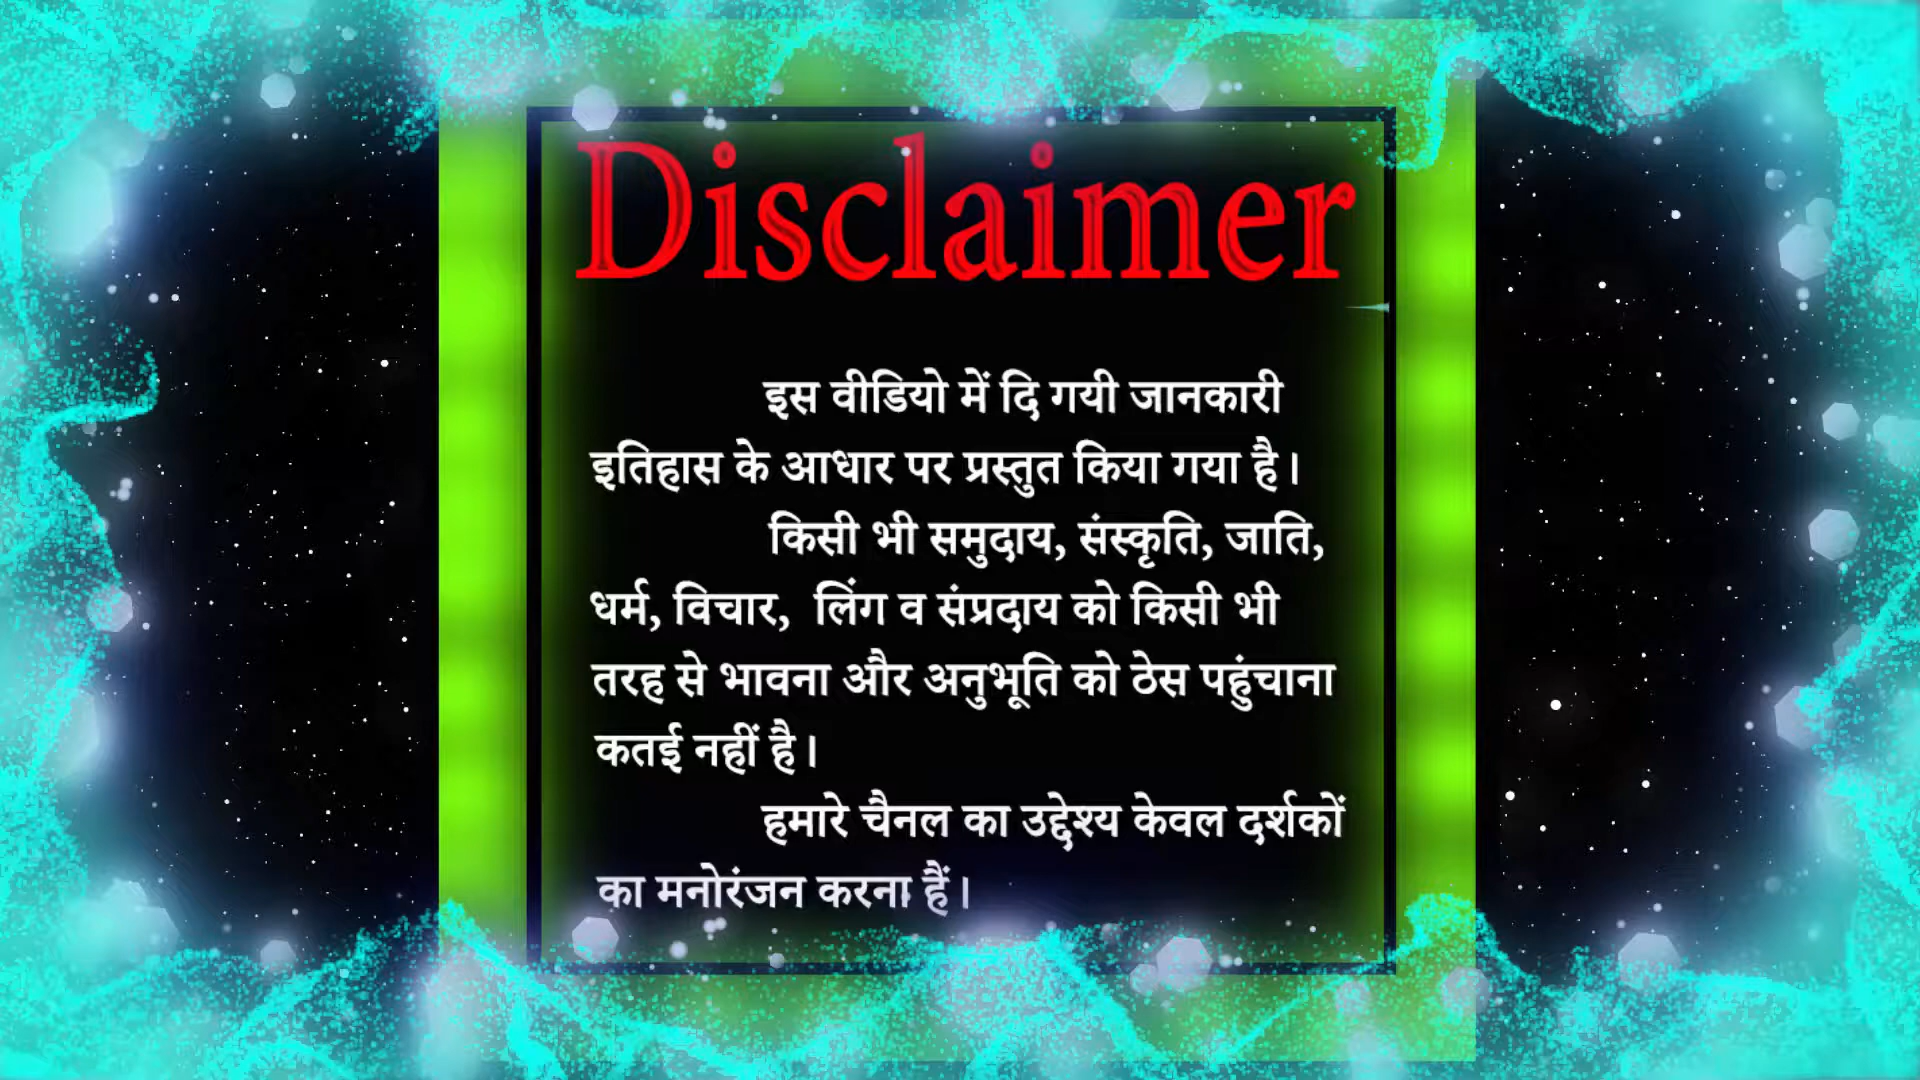 Disclaimer
इस वीडियो में दि गयी जानकारी
इतिहास के आधार पर प्रस्तुत किया गया है।
किसी भी समुदाय, संस्कृति, जाति,
धर्म, विचार, लिंग व संप्रदाय को किसी भी
तरह से भावना और अनुभूति को ठेस पहुंचाना
कतई नहीं है।
हमारे चैनल का उद्देश्य केवल दर्शकों
का मनोरंजन करना हैं।